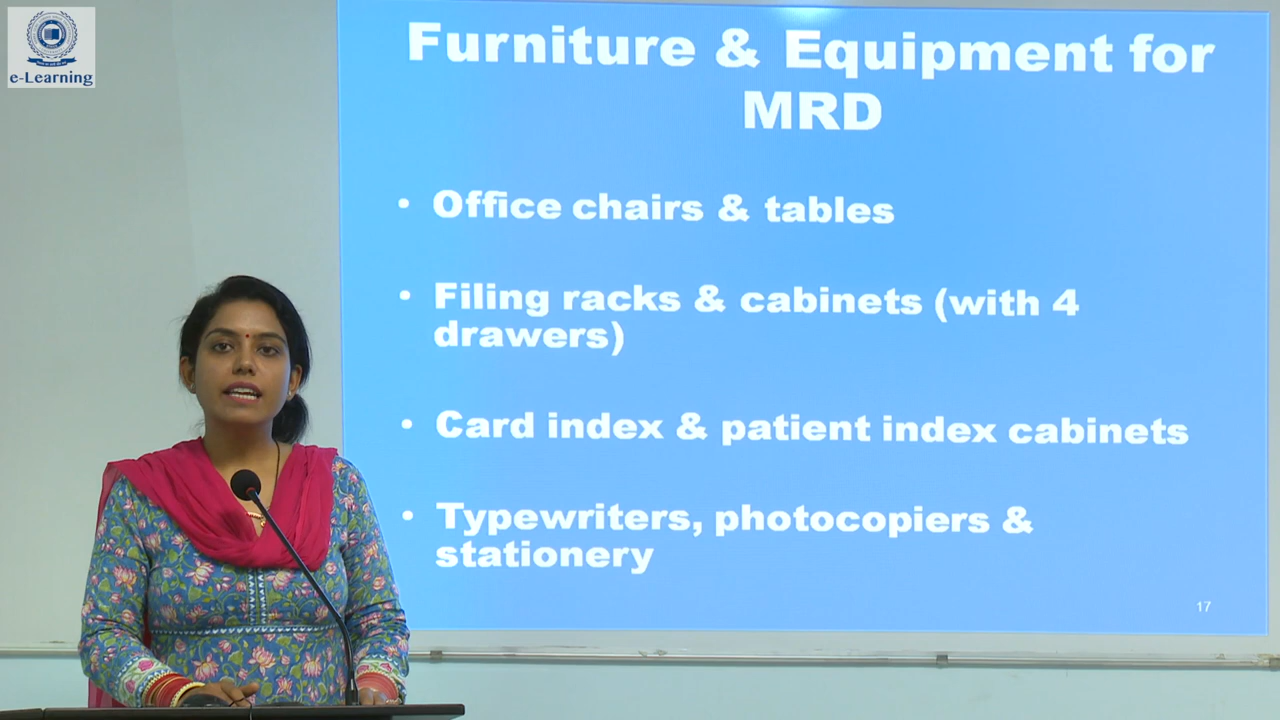 e-Learning
Furniture & Equipment for
MRD
• Office chairs & tables
• Filing racks & cabinets (with 4
drawers)
• Card index & patient index cabinets
• Typewriters, photocopiers &
stationery
17